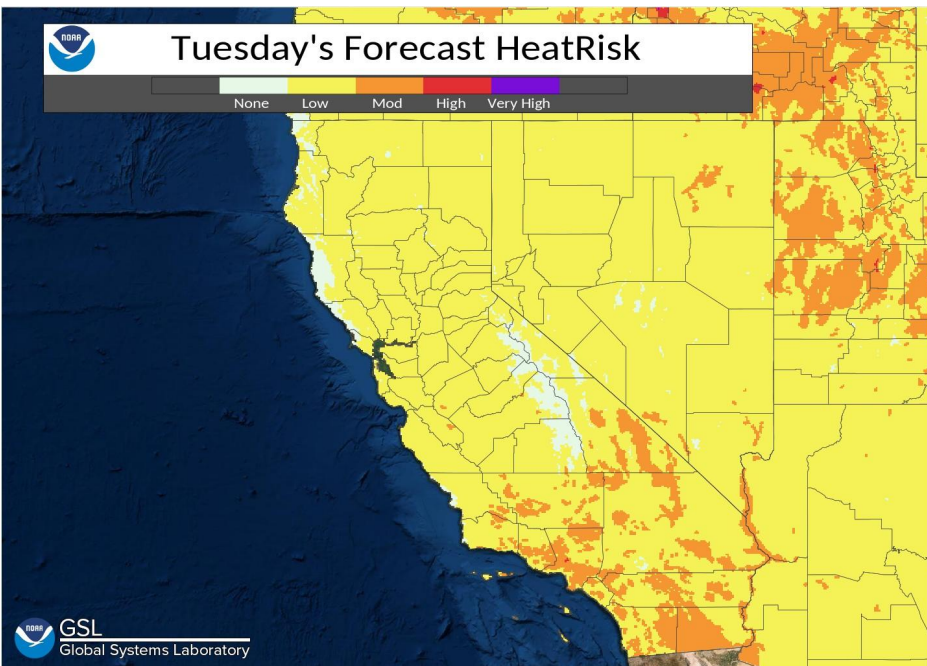 NOAA
Tuesday's Forecast HeatRisk
None Low Mod High Very High
NOAA
GSL
Global Systems Laboratory